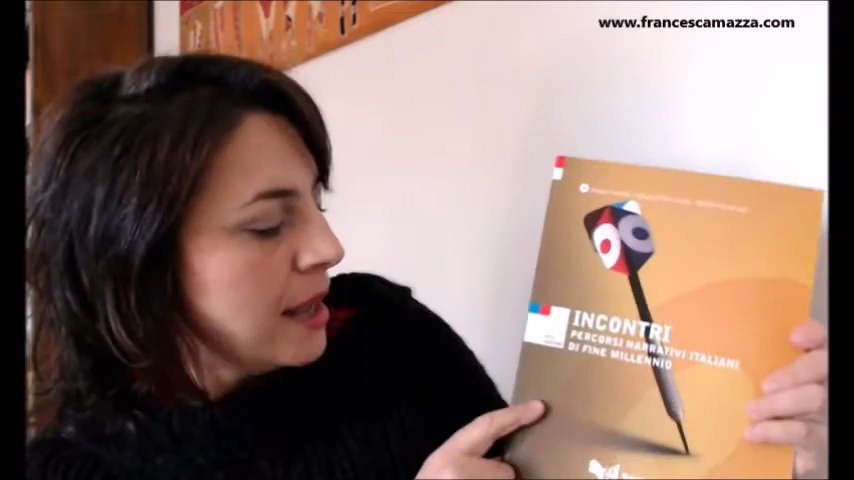 www.francescamazza.com
INCONTRI
PERCORSI NARRATIVI ITALIANI
DI FINE MILLENNIO